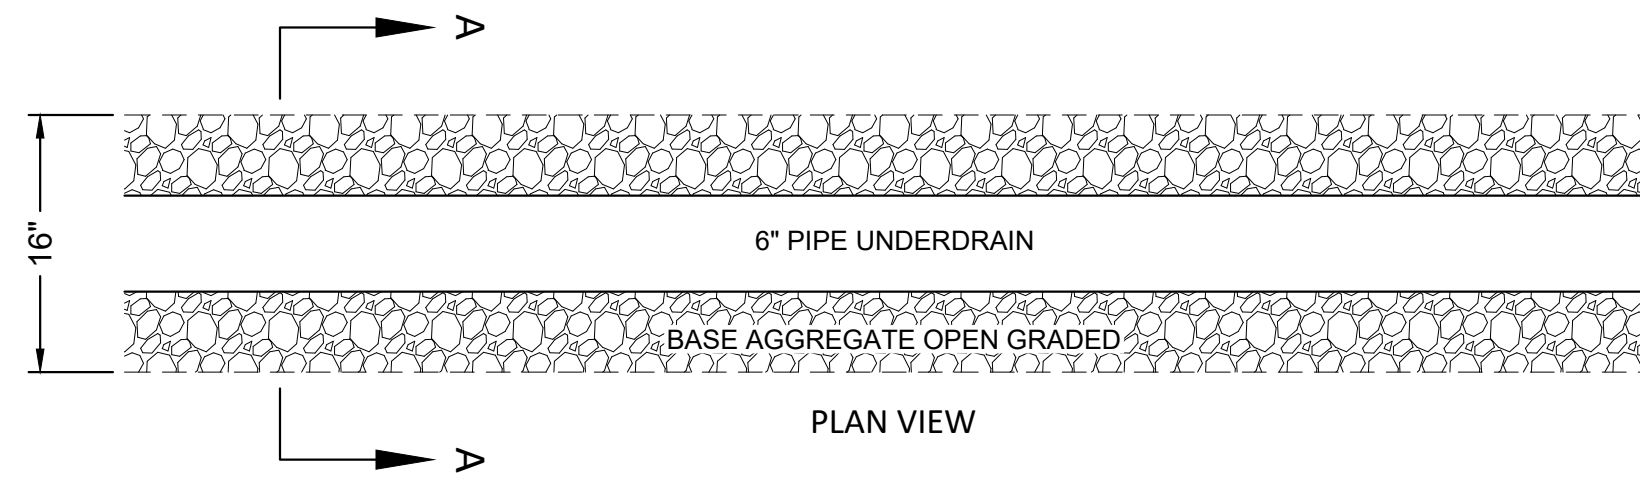 A
16"
6" PIPE UNDERDRAIN
BASE AGGREGATE OPEN GRADED
PLAN VIEW
A